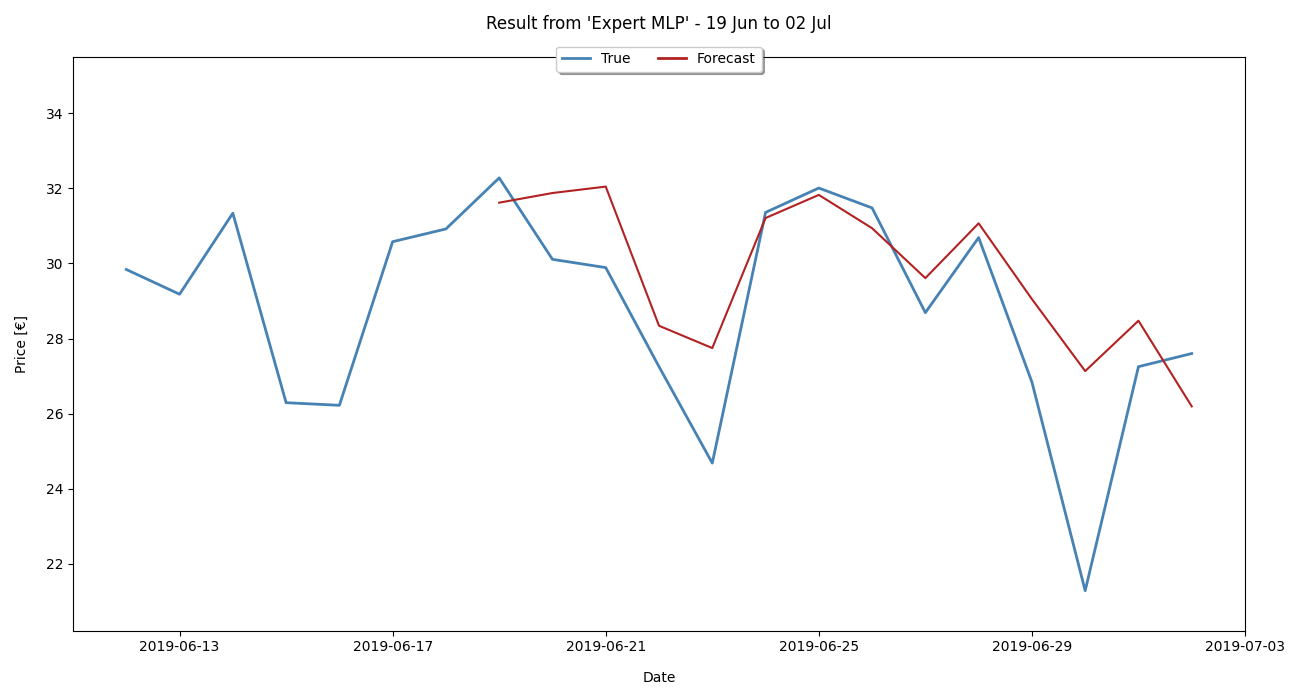 Result from 'Expert MLP' - 19 Jun to 02 Jul
True Forecast
34
32
30
28
26
24
22
Price [€]
2019-06-13 2019-06-17 2019-06-21 2019-06-25 2019-06-29 2019-07-03
Date